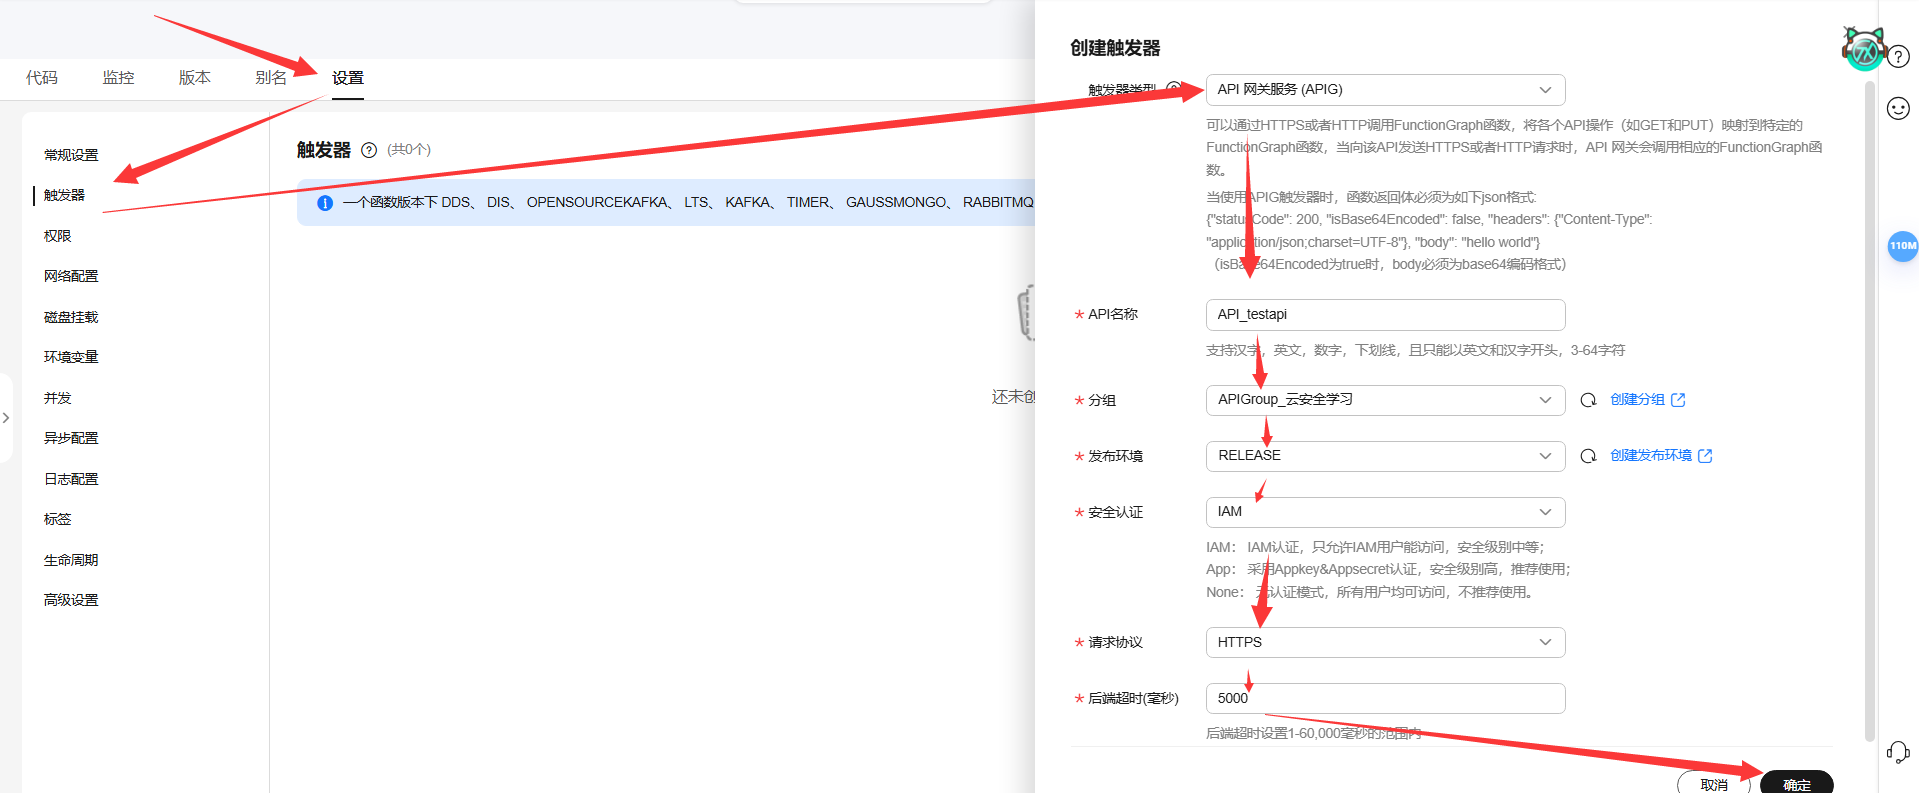 代码
监控
版本
别名
设置
常规设置
触发器
权限
网络配置
磁盘挂载
环境变量
并发
异步配置
日志配置
标签
生命周期
高级设置
触发器 (共0个)
一个函数版本下 DDS、 DIS、 OPENSOURCEKAFKA、 LTS、 KAFKA、 TIMER、 GAUSSMONGO、 RABBITMQ
还未创
创建触发器
触发器类型
API 网关服务 (APIG)
可以通过HTTPS或者HTTP调用FunctionGraph函数，将各个API操作（如GET和PUT）映射到特定的
FunctionGraph函数，当向该API发送HTTPS或者HTTP请求时，API 网关会调用相应的FunctionGraph函
数。
当使用APIG触发器时，函数返回体必须为如下json格式:
{"statusCode": 200, "isBase64Encoded": false, "headers": {"Content-Type":
"application/json;charset=UTF-8"}, "body": "hello world"}
（isBase64Encoded为true时，body必须为base64编码格式）
* API名称
API_testapi
支持汉字，英文，数字，下划线，且只能以英文和汉字开头，3-64字符
* 分组
APIGroup_云安全学习
创建分组
* 发布环境
RELEASE
创建发布环境
* 安全认证
IAM
IAM： IAM认证，只允许IAM用户能访问，安全级别中等；
App： 采用Appkey&Appsecret认证，安全级别高，推荐使用；
None： 无认证模式，所有用户均可访问，不推荐使用。
* 请求协议
HTTPS
* 后端超时(毫秒)
5000
后端超时设置1-60,000毫秒的范围内
取消
确定
110M